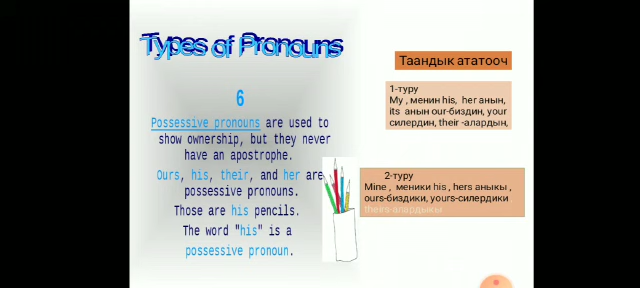 Types of Pronouns
6
Possessive pronouns are used to
show ownership, but they never
have an apostrophe.
Ours, his, their, and her are
possessive pronouns.
Those are his pencils.
The word "his" is a
possessive pronoun.
Таандык ататооч
1-туру
My , менин his, her анын,
its анын our-биздин, your
силердин, their -алардын,
2-туру
Mine , меники his , hers аныкы ,
ours-биздики, yours-силердики
theirs-алардыкы